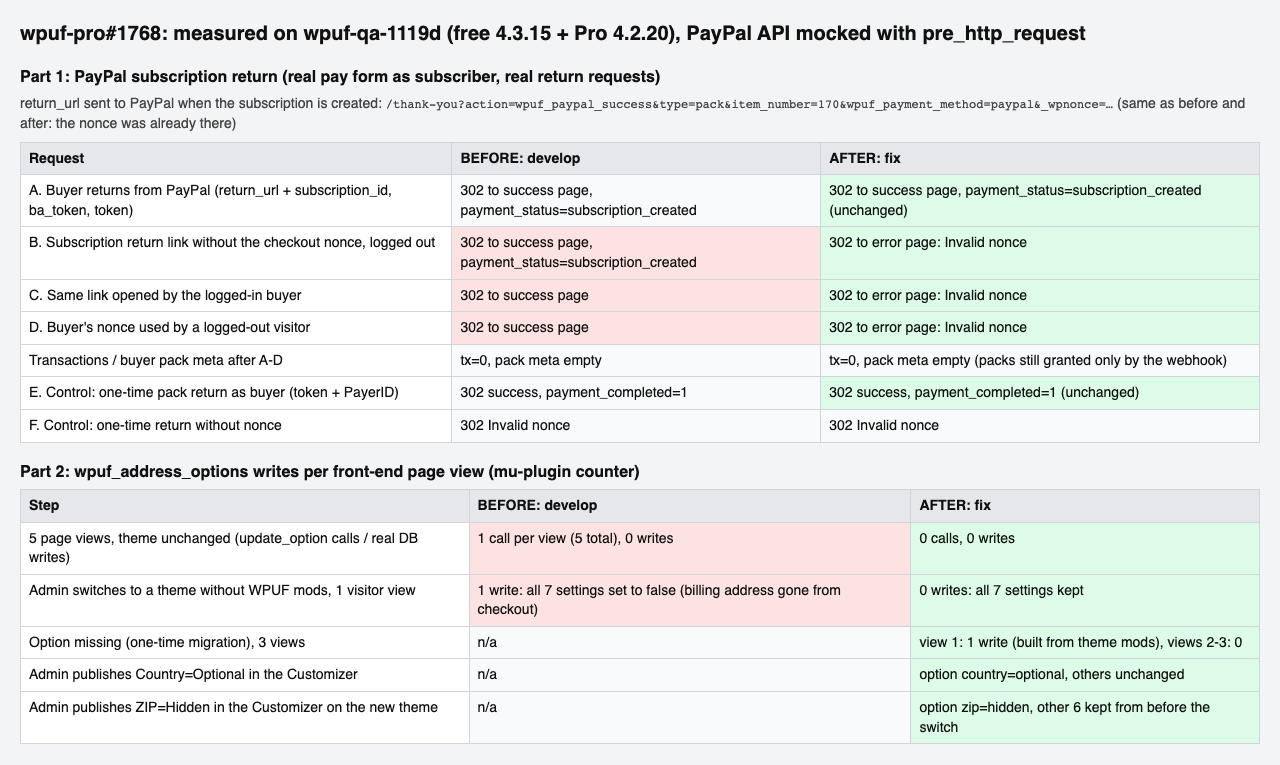 wpuf-pro#1768: measured on wpuf-qa-1119d (free 4.3.15 + Pro 4.2.20), PayPal API mocked with pre_http_request
Part 1: PayPal subscription return (real pay form as subscriber, real return requests)
return_url sent to PayPal when the subscription is created: /thank-you?action=wpuf_paypal_success&type=pack&item_number=170&wpuf_payment_method=paypal&_wpnonce=… (same as before and
after: the nonce was already there)
Request
BEFORE: develop
AFTER: fix
A. Buyer returns from PayPal (return_url + subscription_id,
ba_token, token)
302 to success page,
payment_status=subscription_created
302 to success page, payment_status=subscription_created
(unchanged)
B. Subscription return link without the checkout nonce, logged out
302 to success page,
payment_status=subscription_created
302 to error page: Invalid nonce
C. Same link opened by the logged-in buyer
302 to success page
302 to error page: Invalid nonce
D. Buyer's nonce used by a logged-out visitor
302 to success page
302 to error page: Invalid nonce
Transactions / buyer pack meta after A-D
tx=0, pack meta empty
tx=0, pack meta empty (packs still granted only by the webhook)
E. Control: one-time pack return as buyer (token + PayerID)
302 success, payment_completed=1
302 success, payment_completed=1 (unchanged)
F. Control: one-time return without nonce
302 Invalid nonce
302 Invalid nonce
Part 2: wpuf_address_options writes per front-end page view (mu-plugin counter)
Step
BEFORE: develop
AFTER: fix
5 page views, theme unchanged (update_option calls / real DB
writes)
1 call per view (5 total), 0 writes
0 calls, 0 writes
Admin switches to a theme without WPUF mods, 1 visitor view
1 write: all 7 settings set to false (billing address gone from
checkout)
0 writes: all 7 settings kept
Option missing (one-time migration), 3 views
n/a
view 1: 1 write (built from theme mods), views 2-3: 0
Admin publishes Country=Optional in the Customizer
n/a
option country=optional, others unchanged
Admin publishes ZIP=Hidden in the Customizer on the new theme
n/a
option zip=hidden, other 6 kept from before the
switch